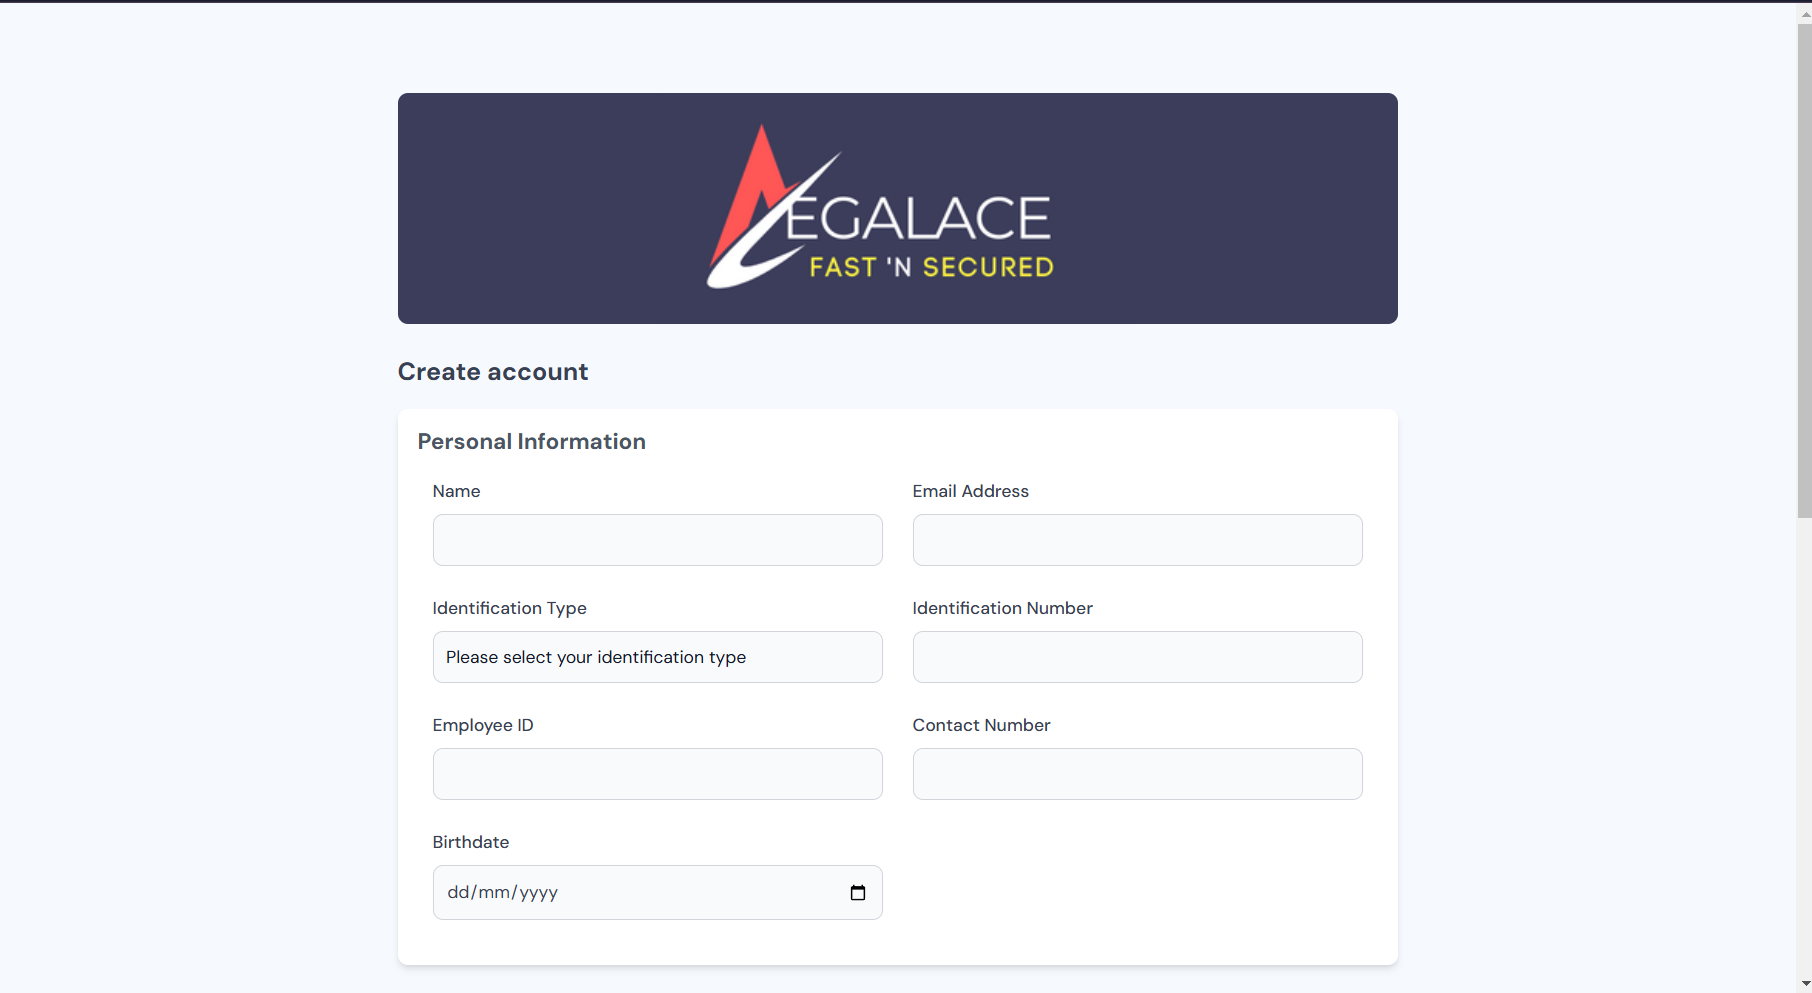 EGALACE
FAST 'N SECURED
Create account
Personal Information
Name
Email Address
Identification Type
Identification Number
Please select your identification type
Employee ID
Contact Number
Birthdate
dd/mm/yyyy